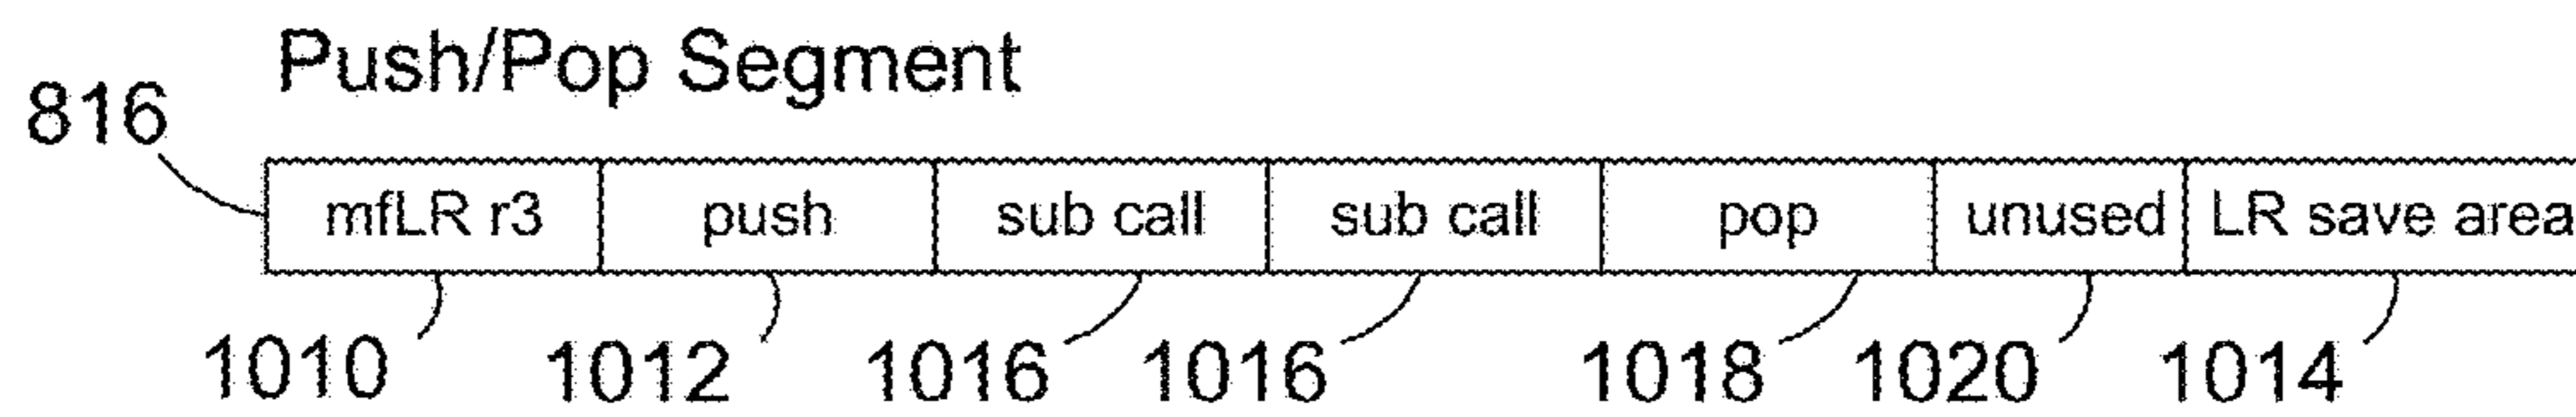 Push/Pop Segment
816
mfLR r3 push sub call sub call pop unused LR save area
1010 1012 1016 1016 1018 1020 1014